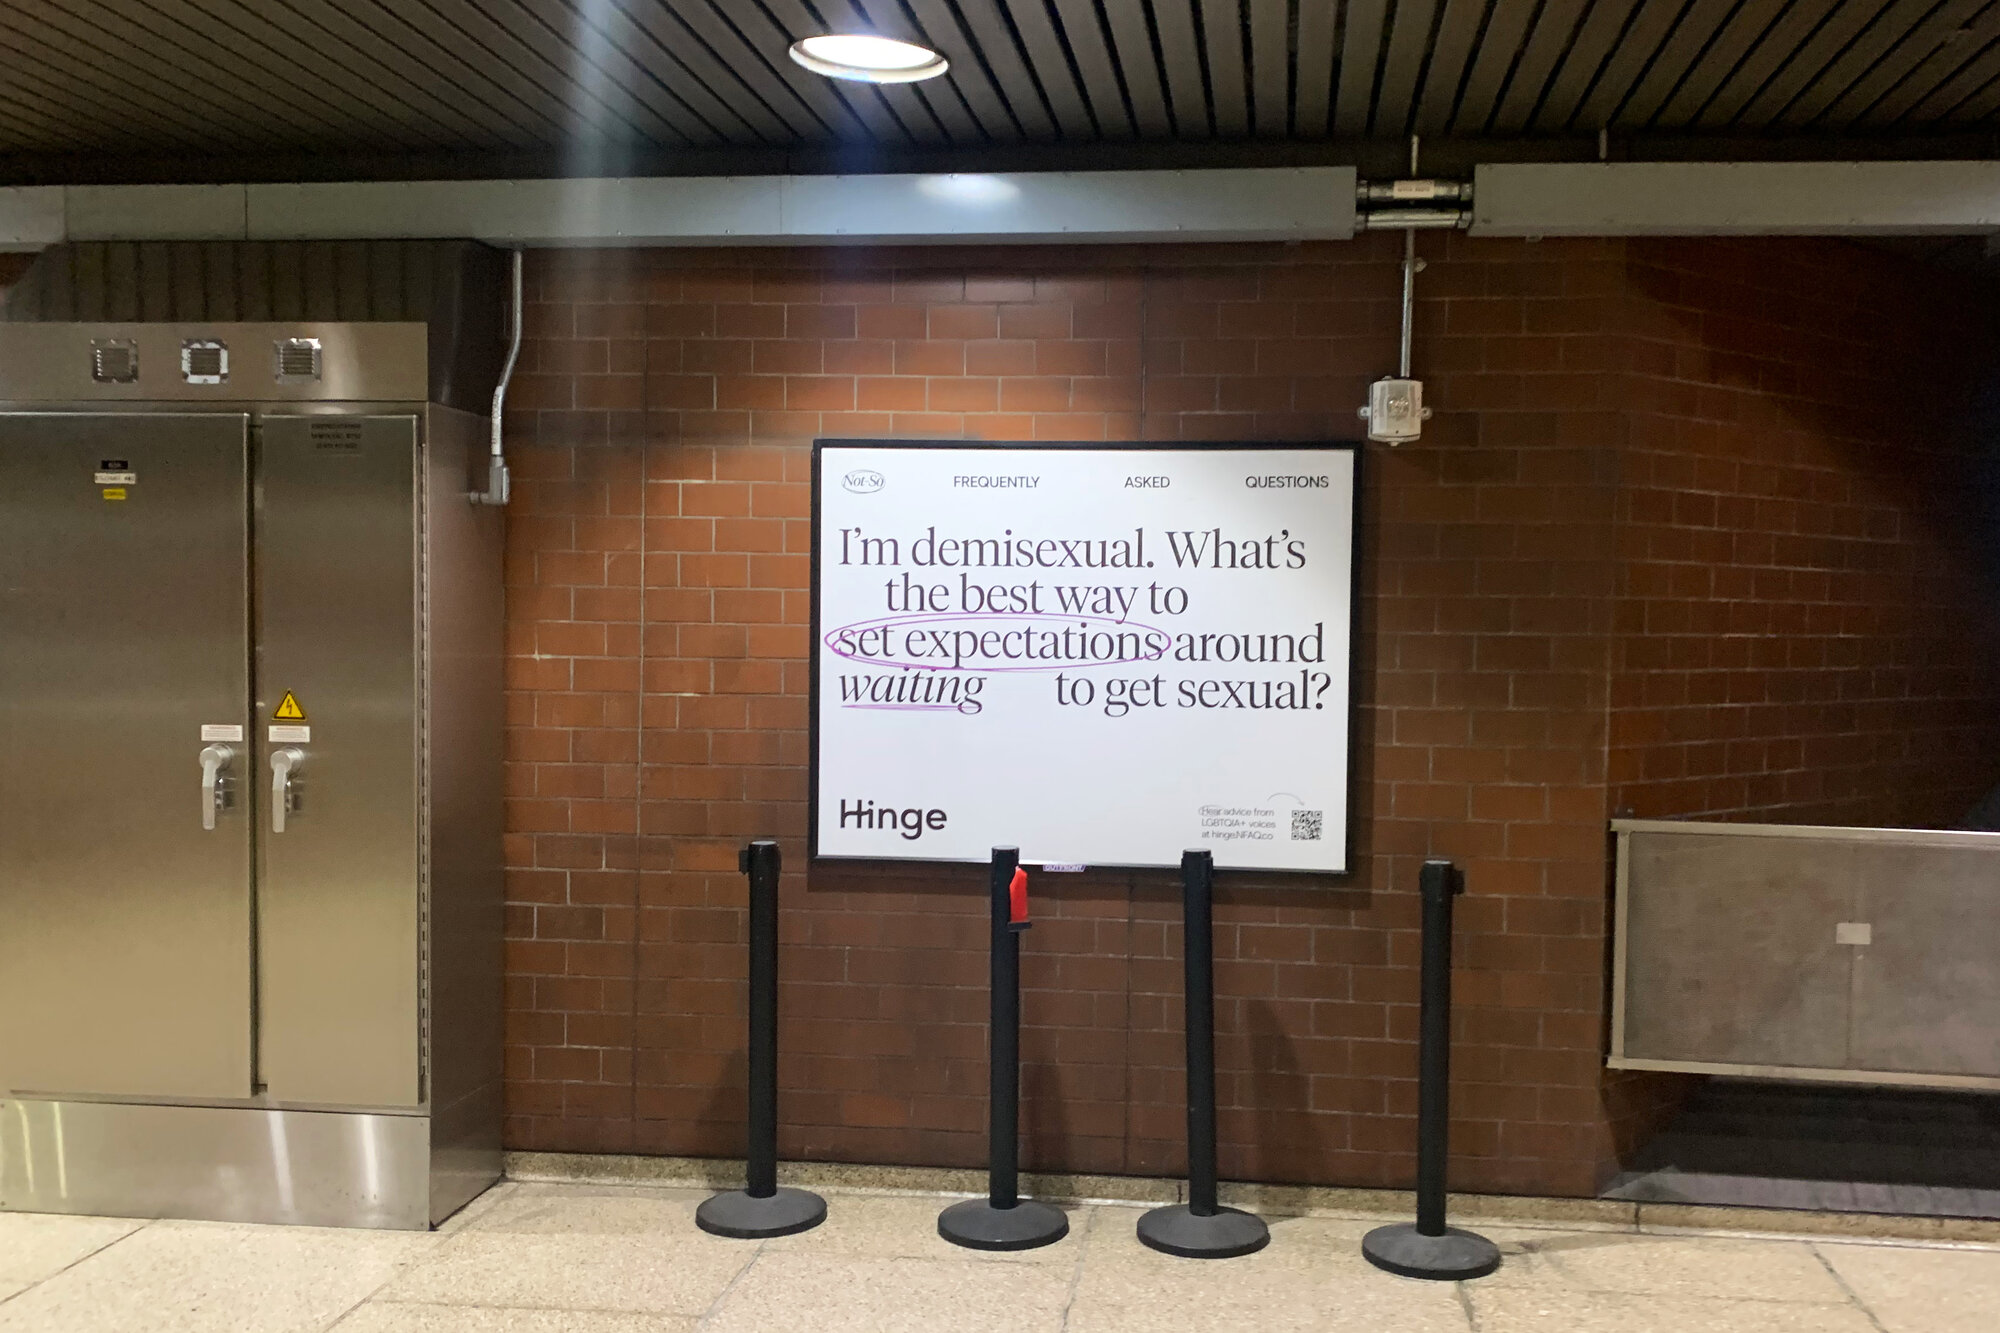 Not-So FREQUENTLY ASKED QUESTIONS
I'm demisexual. What's
the best way to
set expectations around
waiting to get sexual?
Hinge
Hear advice from
LGBTQIA+ voices
at hingeNFAQ.co
OUTFRONT